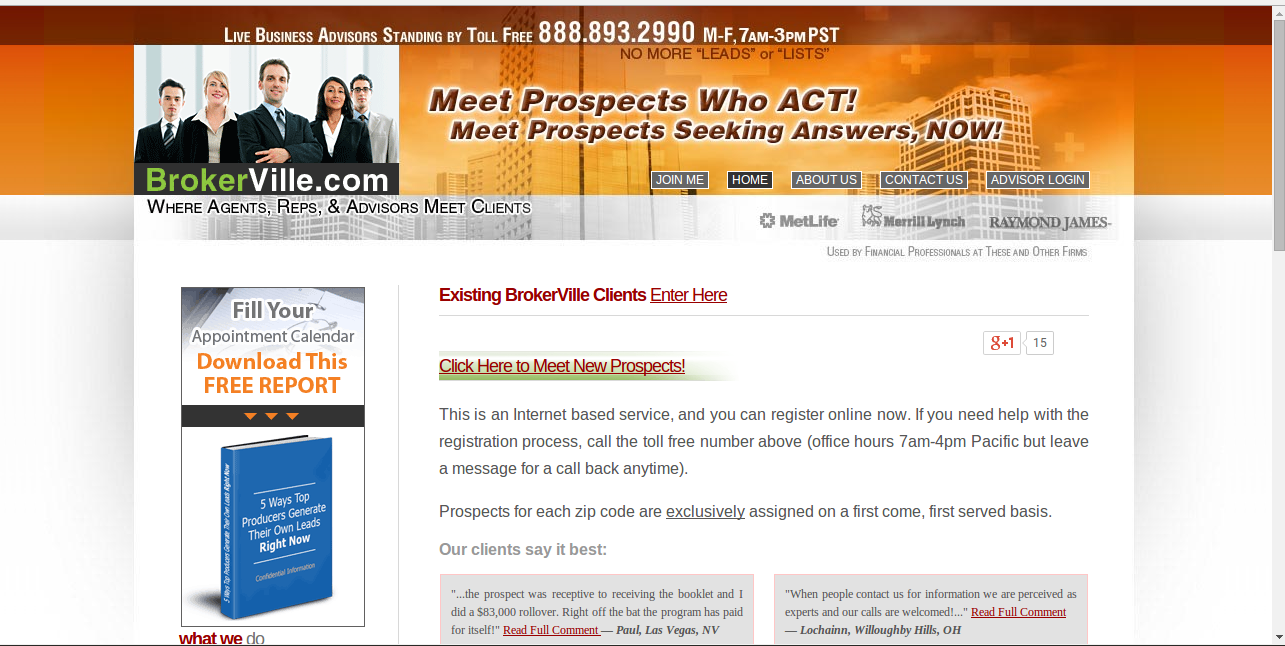 Live Business Advisors Standing by Toll Free 888.893.2990 M-F, 7am-3pm PST
NO MORE “LEADS” or “LISTS”
Meet Prospects Who ACT!
Meet Prospects Seeking Answers, NOW!
BrokerVille.com
JOIN ME HOME ABOUT US CONTACT US ADVISOR LOGIN
Where Agents, Reps, & Advisors Meet Clients
MetLife Merrill Lynch RAYMOND JAMES
Used by Financial Professionals at These and Other Firms
Fill Your
Appointment Calendar
Download This
FREE REPORT
5 Ways Top Producers Generate Their Own Leads Right Now
5 Ways Top
Producers Generate
Their Own Leads
Right Now
Confidential Information
what we do
Existing BrokerVille Clients Enter Here
g+1 15
Click Here to Meet New Prospects!
This is an Internet based service, and you can register online now. If you need help with the
registration process, call the toll free number above (office hours 7am-4pm Pacific but leave
a message for a call back anytime).
Prospects for each zip code are exclusively assigned on a first come, first served basis.
Our clients say it best:
"...the prospect was receptive to receiving the booklet and I
did a $83,000 rollover. Right off the bat the program has paid
for itself!" Read Full Comment — Paul, Las Vegas, NV
"When people contact us for information we are perceived as
experts and our calls are welcomed!..." Read Full Comment
— Lochainn, Willoughby Hills, OH